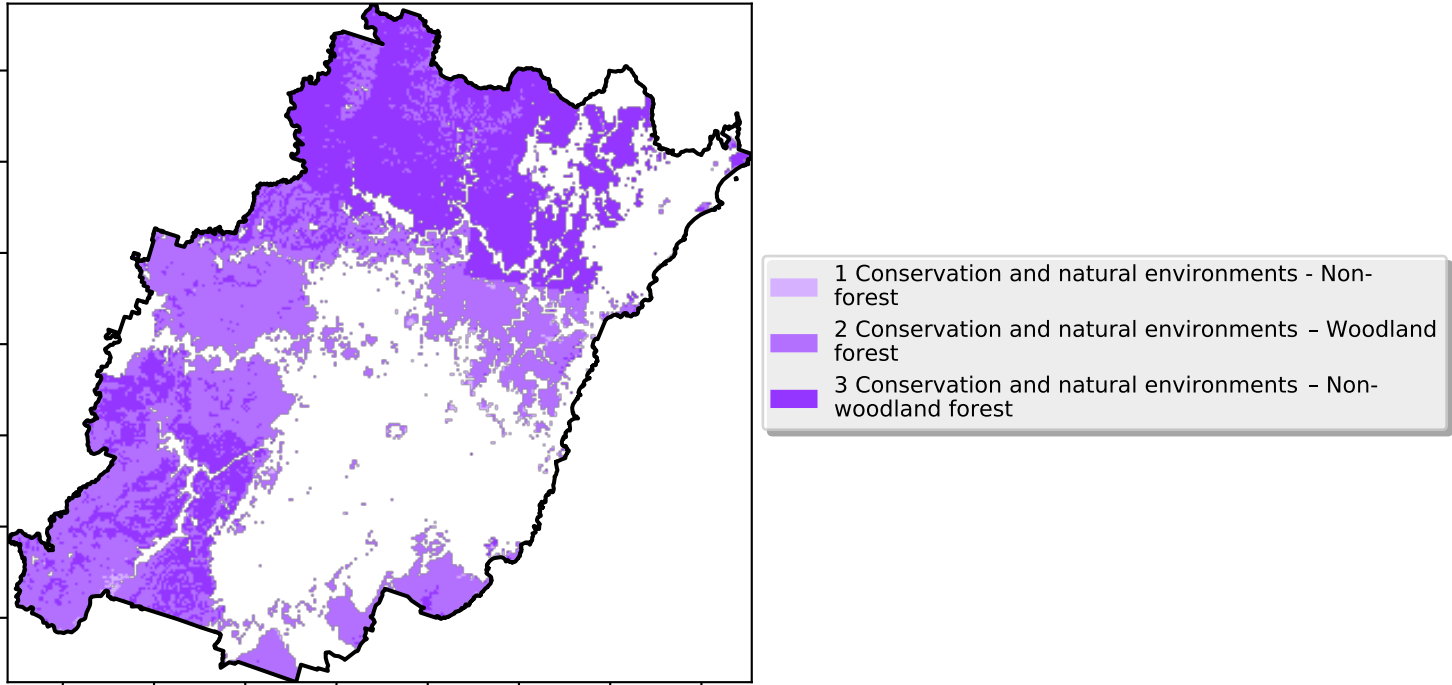 1 Conservation and natural environments - Non-
forest
2 Conservation and natural environments – Woodland
forest
3 Conservation and natural environments – Non-
woodland forest